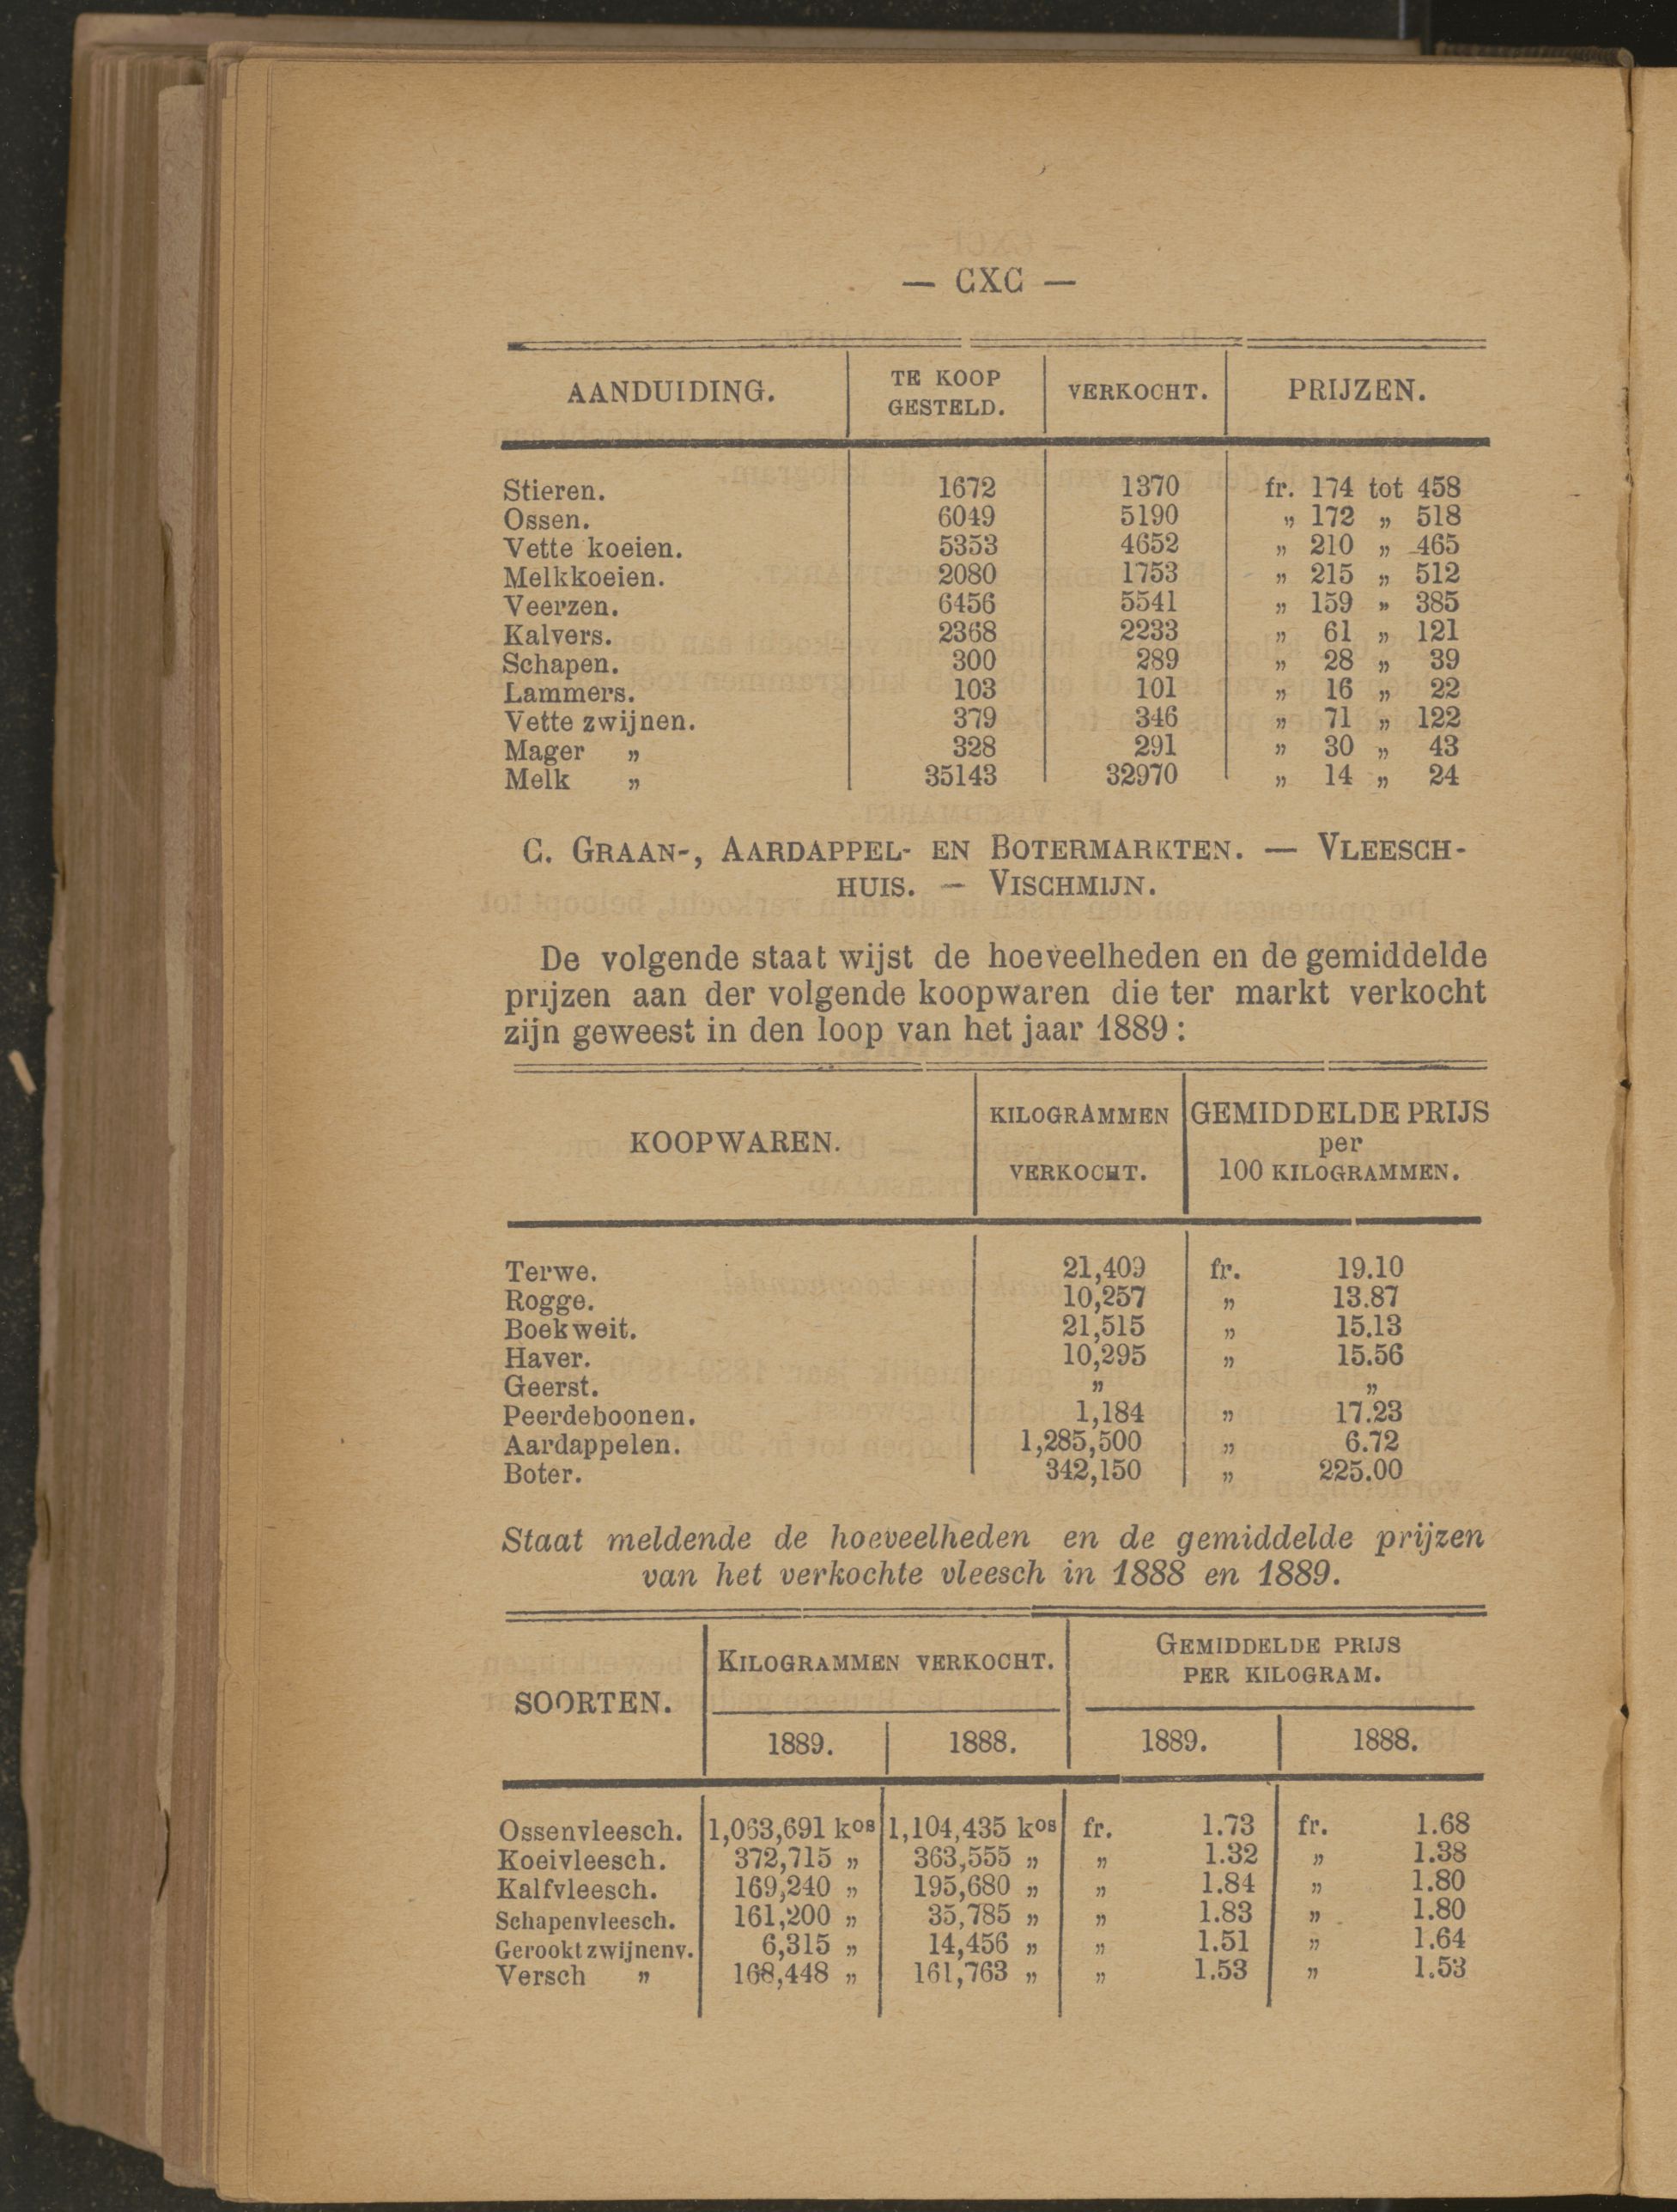 — CXC —
AANDUIDING. TE KOOP GESTELD. VERKOCHT. PRIJZEN.
Stieren. 1672 1370 fr. 174 tot 458
Ossen. 6049 5190 „ 172 „ 518
Vette koeien. 5353 4652 „ 210 „ 465
Melkkoeien. 2080 1753 „ 215 „ 512
Veerzen. 6456 5541 „ 159 „ 385
Kalvers. 2368 2233 „ 61 „ 121
Schapen. 300 289 „ 28 „ 39
Lammers. 103 101 „ 16 „ 22
Vette zwijnen. 379 346 „ 71 „ 122
Mager „ 328 291 „ 30 „ 43
Melk „ 35143 32970 „ 14 „ 24
C. GRAAN-, AARDAPPEL- EN BOTERMARKTEN. — VLEESCH-
HUIS. — VISCHMIJN.
De volgende staat wijst de hoeveelheden en de gemiddelde
prijzen aan der volgende koopwaren die ter markt verkocht
zijn geweest in den loop van het jaar 1889 :
KOOPWAREN. KILOGRAMMEN VERKOCHT. GEMIDDELDE PRIJS per 100 KILOGRAMMEN.
Terwe. 21,409 fr. 19.10
Rogge. 10,257 „ 13.87
Boekweit. 21,515 „ 15.13
Haver. 10,295 „ 15.56
Geerst. „ „
Peerdeboonen. 1,184 „ 17.23
Aardappelen. 1,285,500 „ 6.72
Boter. 342,150 „ 225.00
Staat meldende de hoeveelheden en de gemiddelde prijzen
van het verkochte vleesch in 1888 en 1889.
SOORTEN. KILOGRAMMEN VERKOCHT. GEMIDDELDE PRIJS PER KILOGRAM.
1889. 1888. 1889. 1888.
Ossenvleesch. 1,063,691 kos 1,104,435 kos fr. 1.73 fr. 1.68
Koeivleesch. 372,715 „ 363,555 „ „ 1.32 „ 1.38
Kalfvleesch. 169,240 „ 195,680 „ „ 1.84 „ 1.80
Schapenvleesch. 161,200 „ 35,785 „ „ 1.83 „ 1.80
Gerookt zwijnenv. 6,315 „ 14,456 „ „ 1.51 „ 1.64
Versch „ 168,448 „ 161,763 „ „ 1.53 „ 1.53